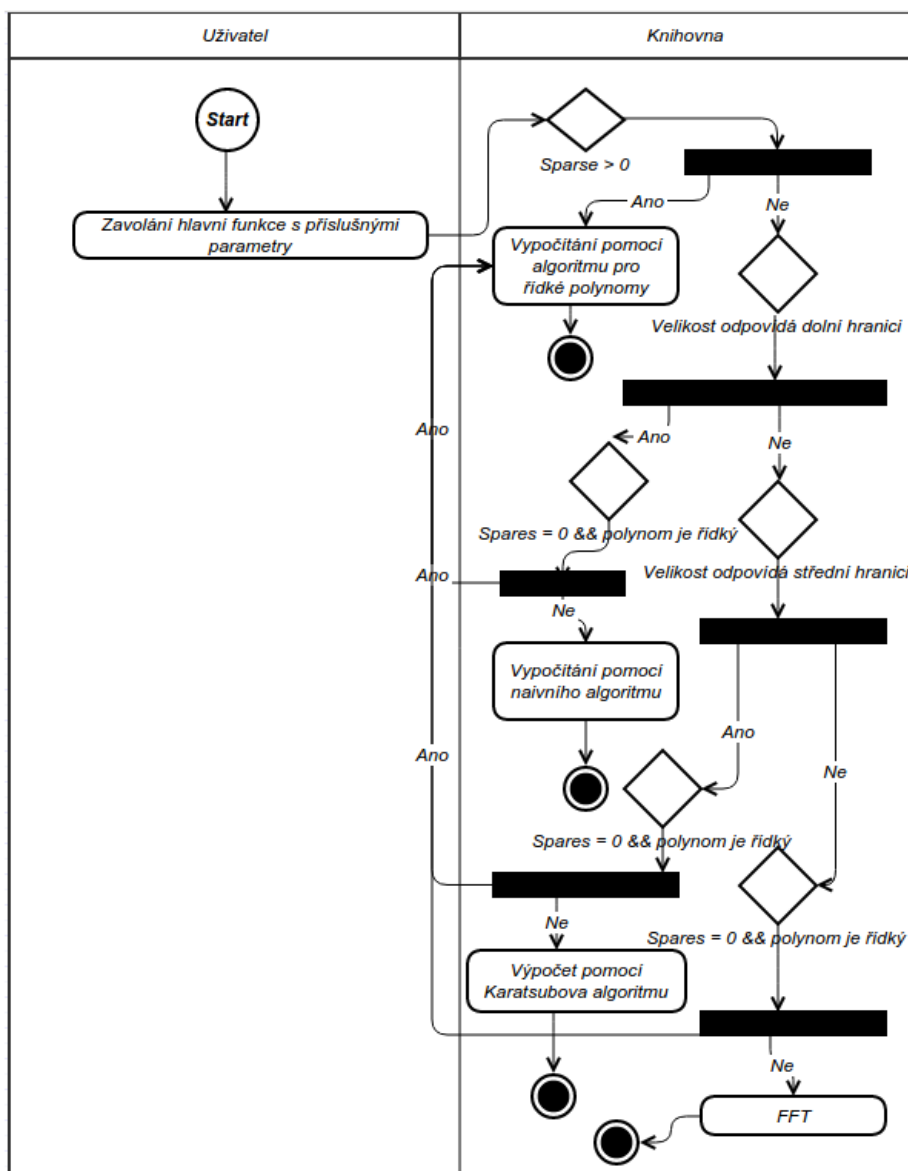 Uživatel
Knihovna
Start
Sparse > 0
Zavolání hlavní funkce s příslušnými
parametry
Ano
Ne
Vypočítání pomocí
algoritmu pro
řídké polynomy
Velikost odpovídá dolní hranici
Ano
Ano
Ne
Spares = 0 && polynom je řídký
Velikost odpovídá střední hranici
Ano
Ne
Vypočítání pomocí
naivního algoritmu
Ano
Ano
Ne
Spares = 0 && polynom je řídký
Ne
Spares = 0 && polynom je řídký
Výpočet pomocí
Karatsubova algoritmu
Ne
FFT